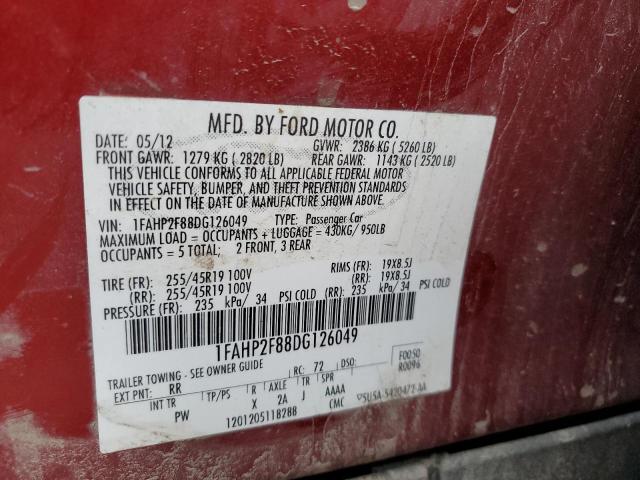 MFD. BY FORD MOTOR CO.
DATE: 05/12 GVWR: 2386 KG ( 5260 LB)
FRONT GAWR: 1279 KG ( 2820 LB) REAR GAWR: 1143 KG ( 2520 LB)
THIS VEHICLE CONFORMS TO ALL APPLICABLE FEDERAL MOTOR
VEHICLE SAFETY, BUMPER, AND THEFT PREVENTION STANDARDS
IN EFFECT ON THE DATE OF MANUFACTURE SHOWN ABOVE.
VIN: 1FAHP2F88DG126049 TYPE: Passenger Car
MAXIMUM LOAD = OCCUPANTS + LUGGAGE = 430KG/ 950LB
OCCUPANTS = 5 TOTAL; 2 FRONT, 3 REAR
TIRE (FR): 255/45R19 100V RIMS (FR): 19X8.5J
(RR): 255/45R19 100V (RR): 19X8.5J
PRESSURE (FR): 235 kPa/ 34 PSI COLD (RR): 235 kPa/ 34 PSI COLD
1FAHP2F88DG126049
TRAILER TOWING - SEE OWNER GUIDE RC: 72 DSO: F0050
EXT PNT: RR R0096
INT TR TP/PS R AXLE TR SPR
PW X 2A J AAAA
12012051182BB CMC